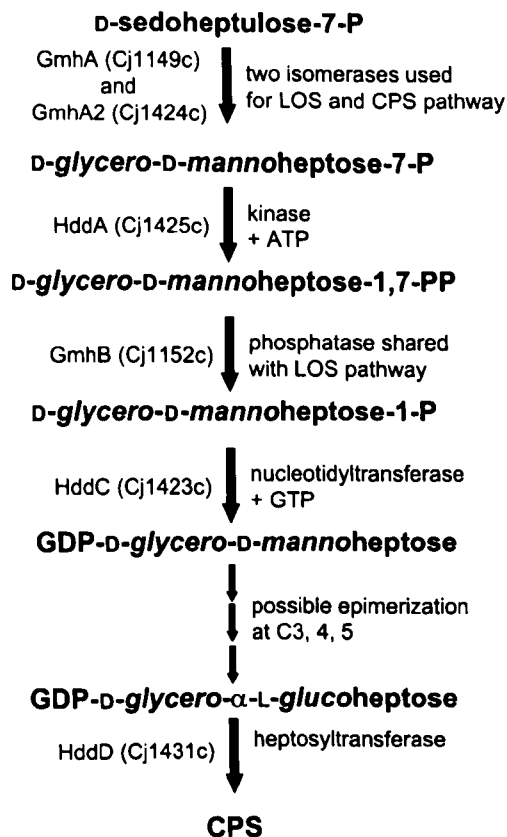 D-sedoheptulose-7-P
GmhA (Cj1149c)
and
GmhA2 (Cj1424c)
two isomerases used
for LOS and CPS pathway
D-glycero-D-mannoheptose-7-P
HddA (Cj1425c)
kinase
+ ATP
D-glycero-D-mannoheptose-1,7-PP
GmhB (Cj1152c)
phosphatase shared
with LOS pathway
D-glycero-D-mannoheptose-1-P
HddC (Cj1423c)
nucleotidyltransferase
+ GTP
GDP-D-glycero-D-mannoheptose
possible epimerization
at C3, 4, 5
GDP-D-glycero-α-L-glucoheptose
HddD (Cj1431c)
heptosyltransferase
CPS